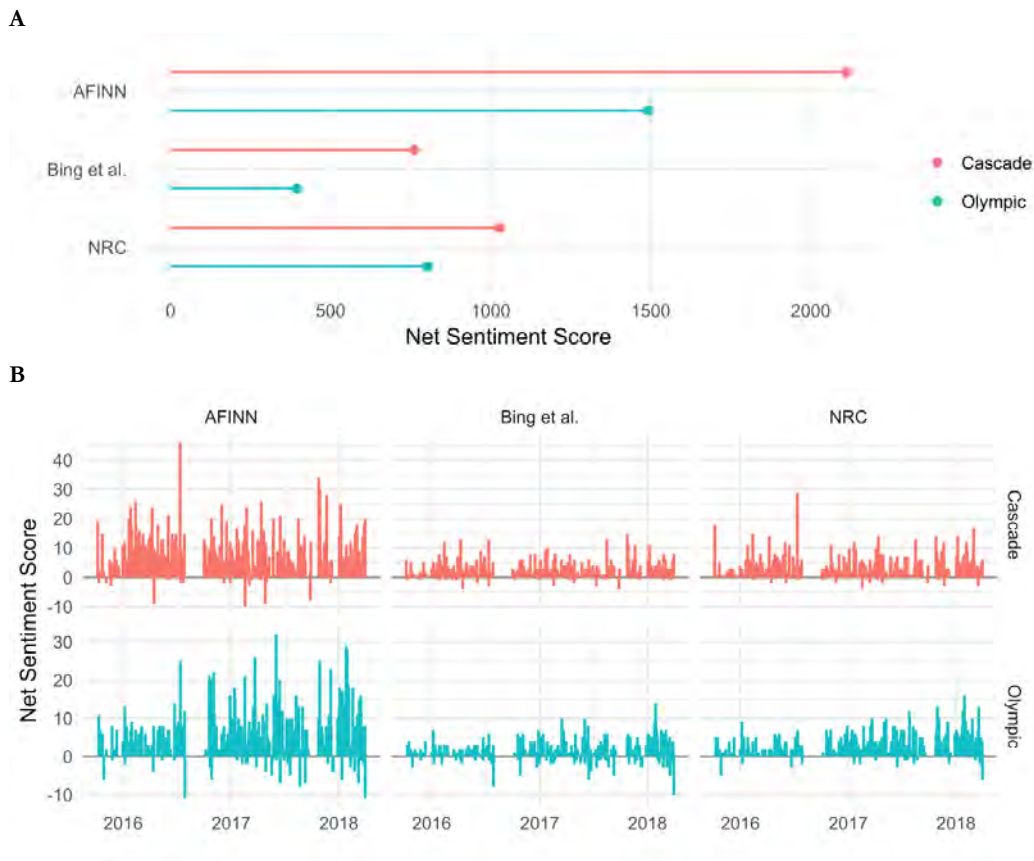 A
AFINN
Bing et al.
NRC
Cascade
Olympic
0 500 1000 1500 2000
Net Sentiment Score
B
AFINN Bing et al. NRC
Net Sentiment Score
40
30
20
10
0
-10
Cascade
30
20
10
0
-10
Olympic
2016 2017 2018 2016 2017 2018 2016 2017 2018